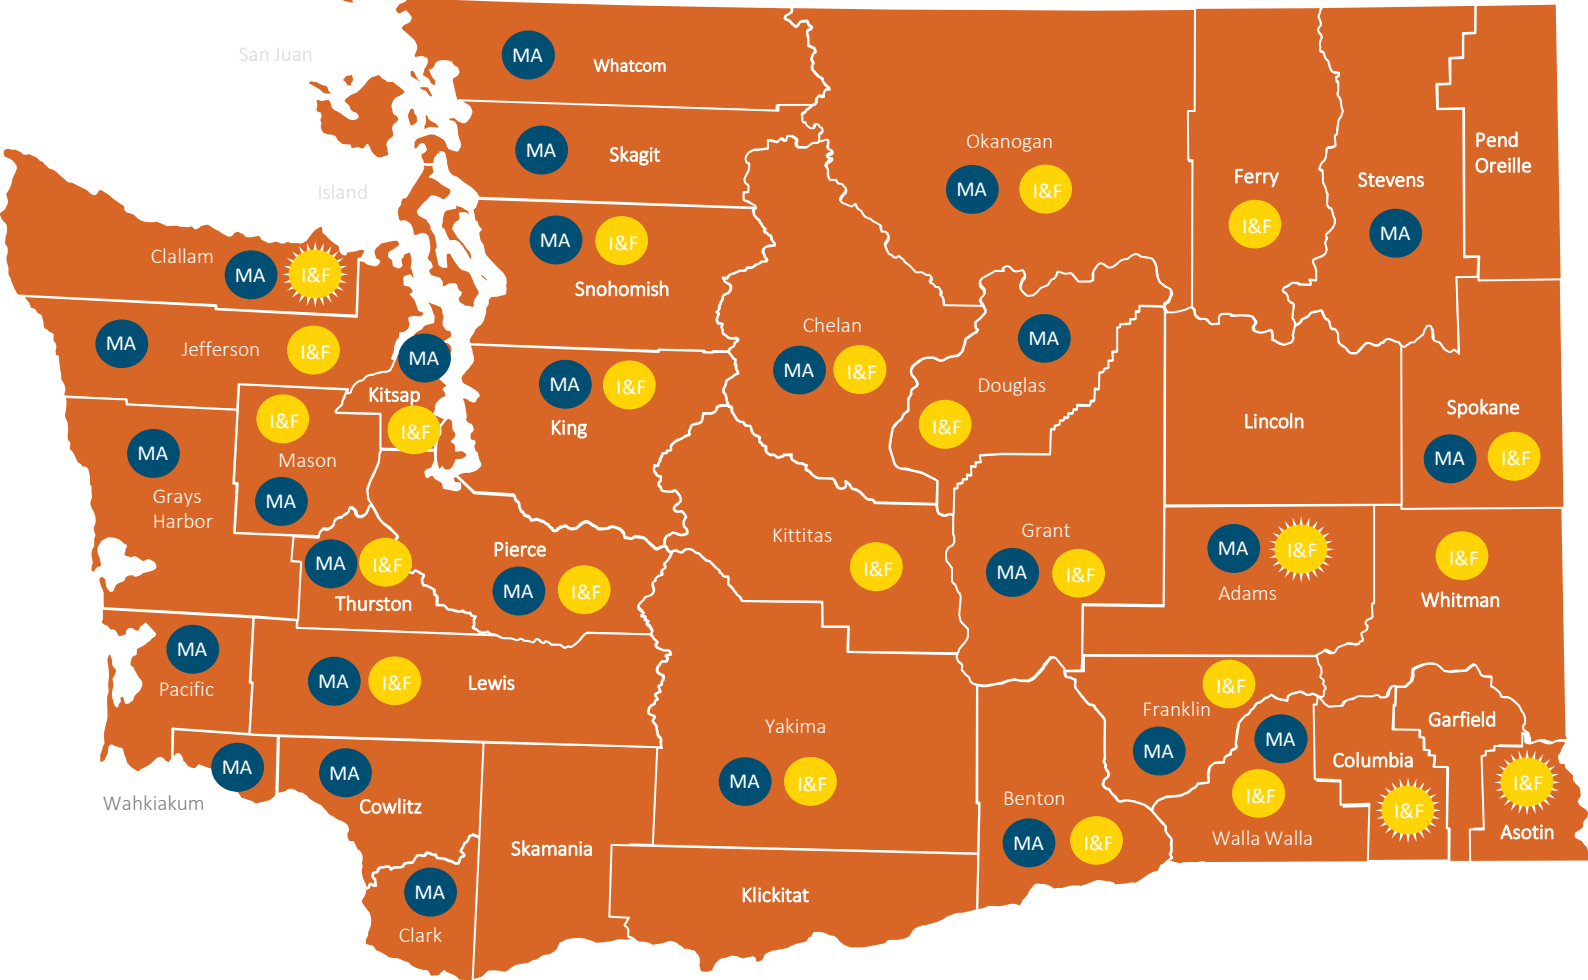 San Juan
MA
Whatcom
MA
Skagit
Island
Okanogan
MA
I&F
Ferry
I&F
Stevens
MA
Pend
Oreille
Clallam
MA
I&F
MA
I&F
Snohomish
MA
Jefferson
I&F
MA
Kitsap
I&F
MA
I&F
King
Chelan
MA
I&F
MA
Douglas
I&F
Lincoln
Spokane
MA
I&F
I&F
Mason
MA
MA
Grays
Harbor
MA
I&F
Thurston
Pierce
MA
I&F
Kittitas
I&F
Grant
MA
I&F
MA
I&F
Adams
I&F
Whitman
MA
Pacific
MA
I&F
Lewis
Yakima
MA
I&F
I&F
Franklin
MA
MA
I&F
Walla Walla
Columbia
I&F
Garfield
I&F
Asotin
MA
Wahkiakum
MA
Cowlitz
Skamania
Benton
MA
I&F
Klickitat
MA
Clark